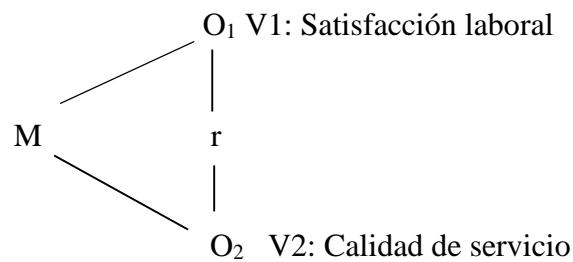 O₁ V1: Satisfacción laboral
M r
O₂ V2: Calidad de servicio